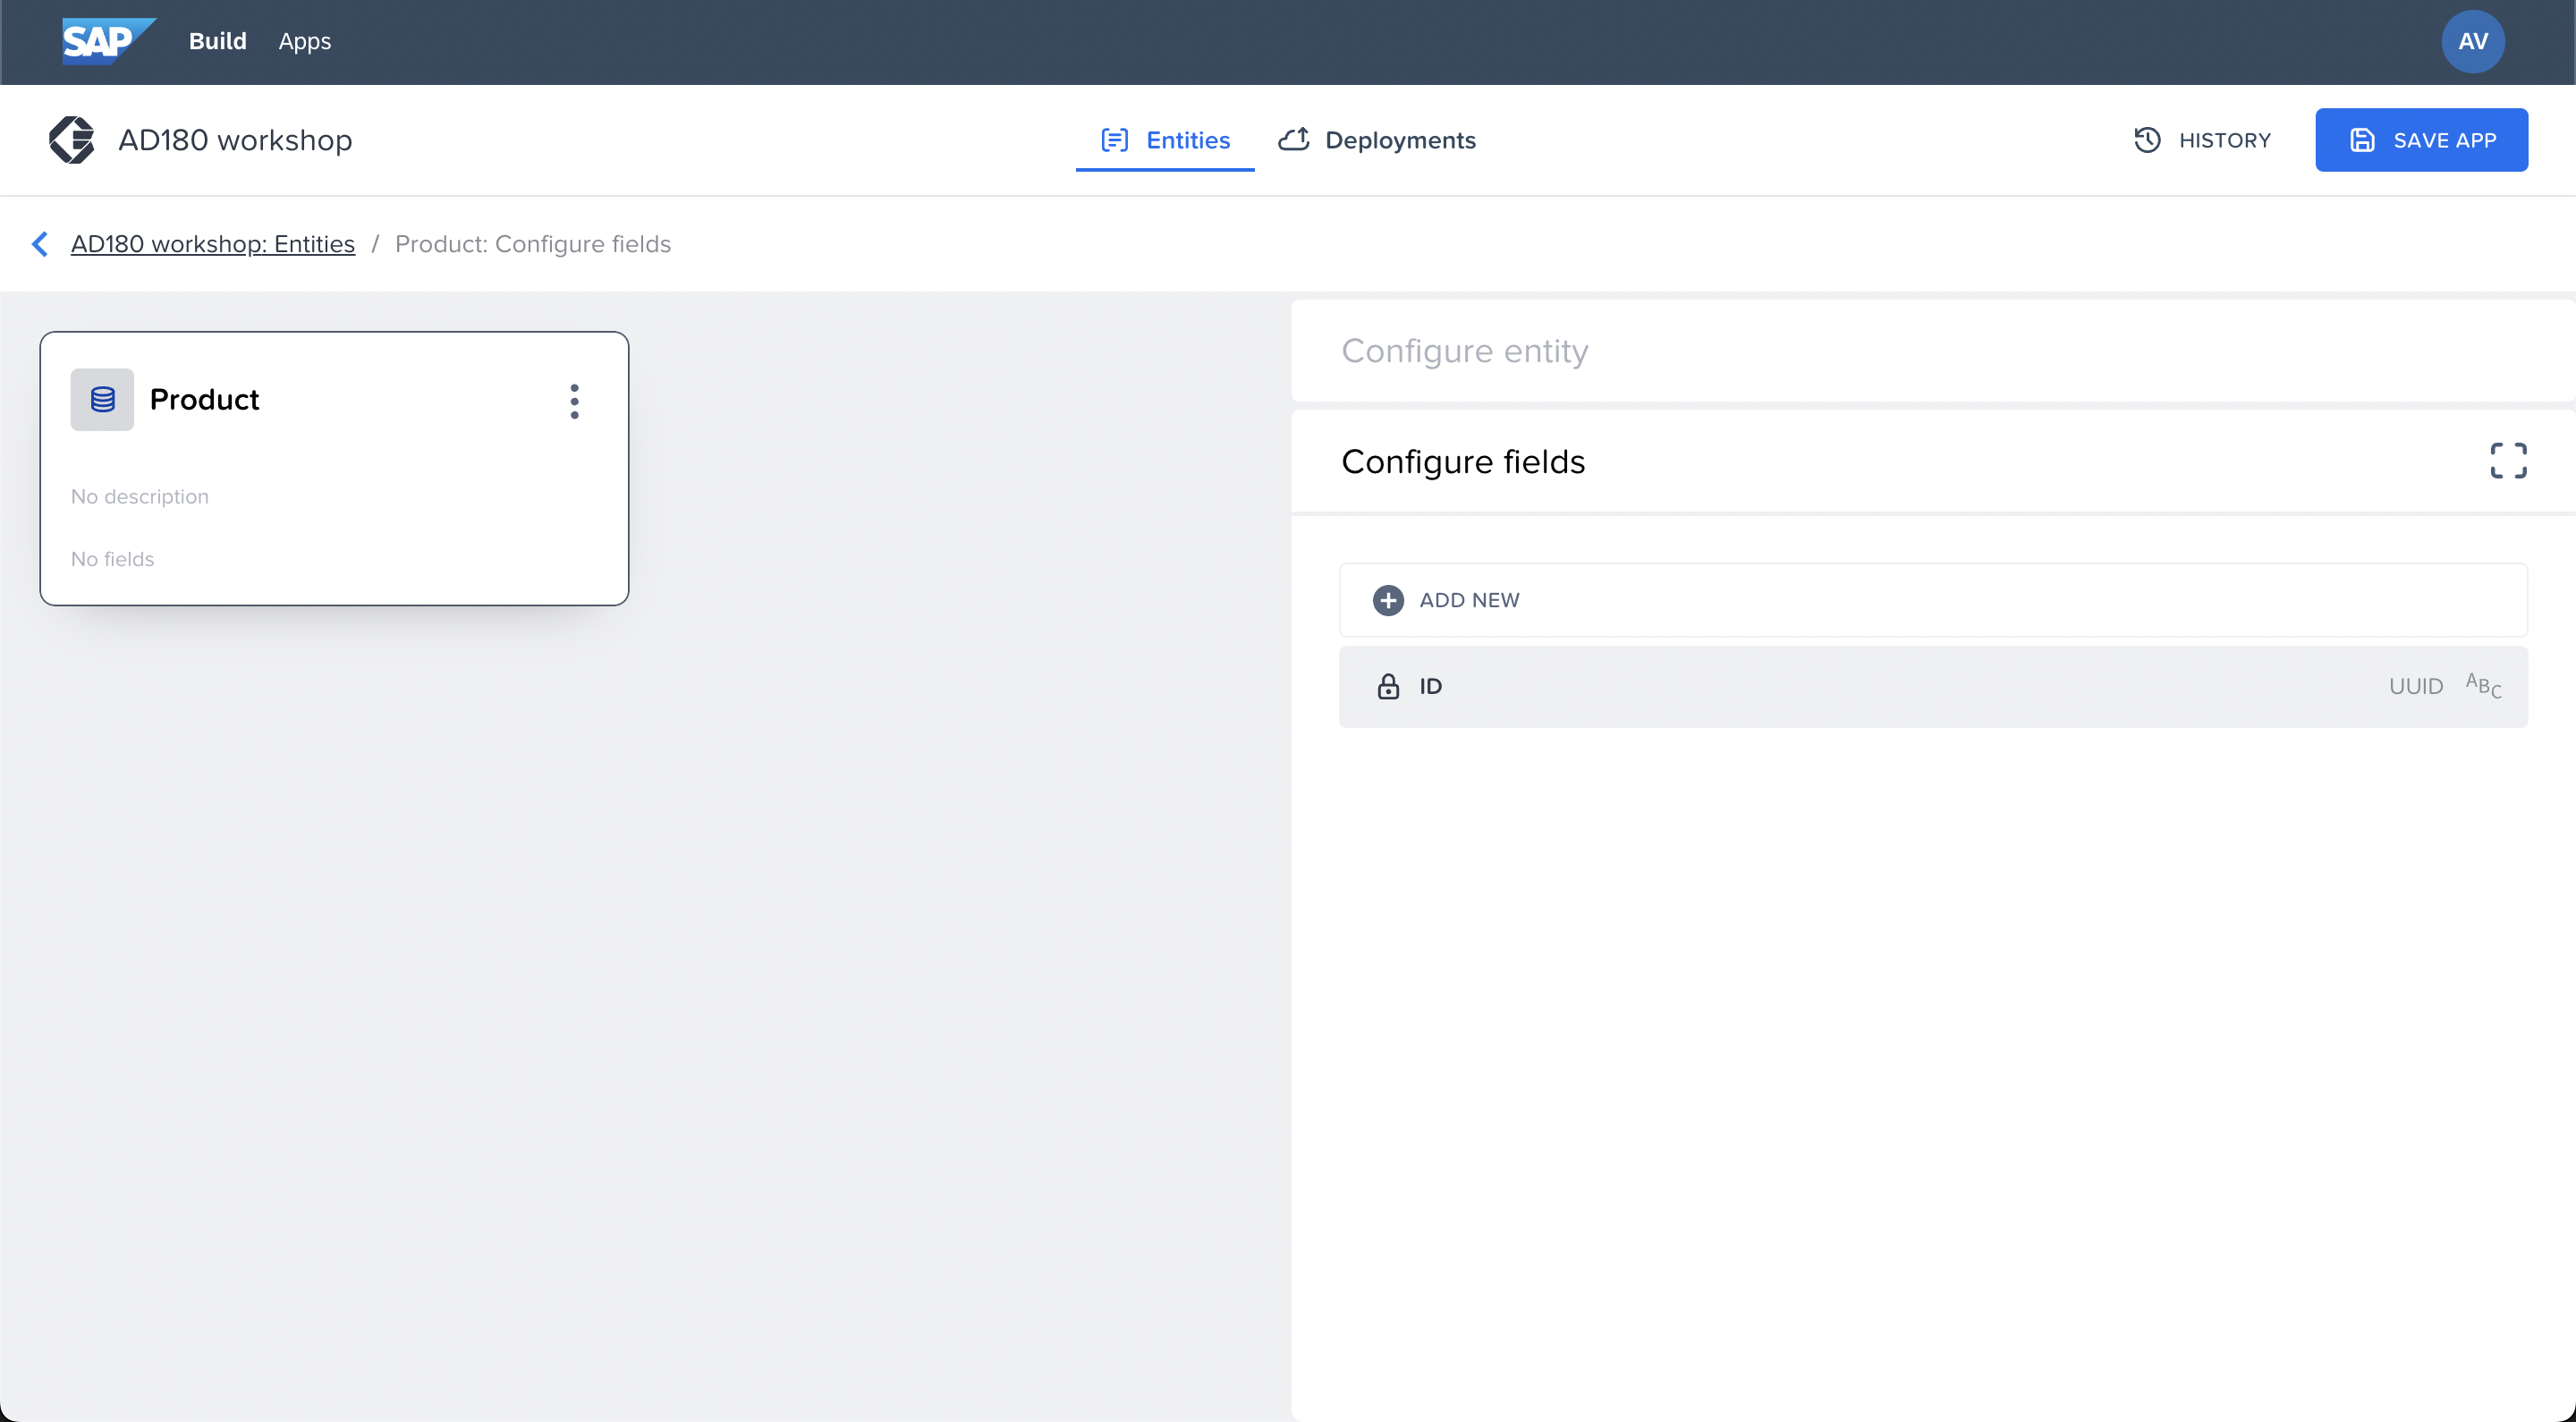 SAP Build Apps AV
AD180 workshop Entities Deployments HISTORY SAVE APP
AD180 workshop: Entities / Product: Configure fields
Configure entity
Product
Configure fields
No description
No fields
ADD NEW
ID UUID ABC